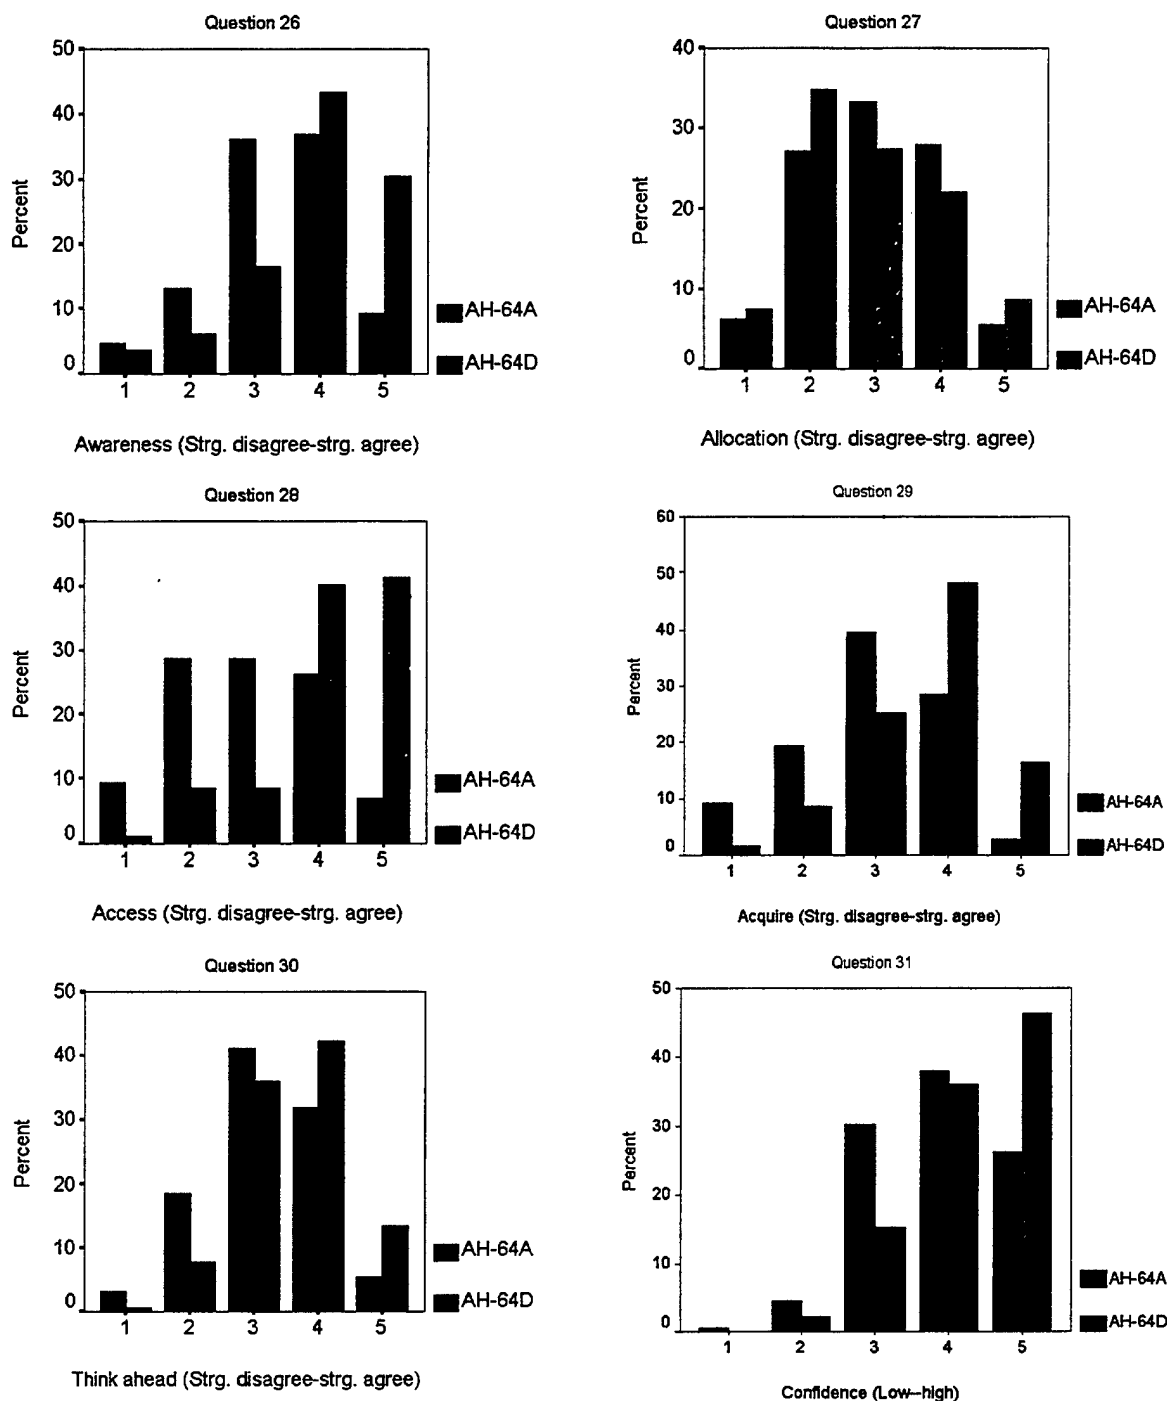 Question 26
50
40
30
20
10
0
Percent
1 2 3 4 5
AH-64A
AH-64D
Awareness (Strg. disagree-strg. agree)
Question 27
40
30
20
10
0
Percent
1 2 3 4 5
AH-64A
AH-64D
Allocation (Strg. disagree-strg. agree)
Question 28
50
40
30
20
10
0
Percent
1 2 3 4 5
AH-64A
AH-64D
Access (Strg. disagree-strg. agree)
Question 29
60
50
40
30
20
10
0
Percent
1 2 3 4 5
AH-64A
AH-64D
Acquire (Strg. disagree-strg. agree)
Question 30
50
40
30
20
10
0
Percent
1 2 3 4 5
AH-64A
AH-64D
Think ahead (Strg. disagree-strg. agree)
Question 31
50
40
30
20
10
0
Percent
1 2 3 4 5
AH-64A
AH-64D
Confidence (Low--high)